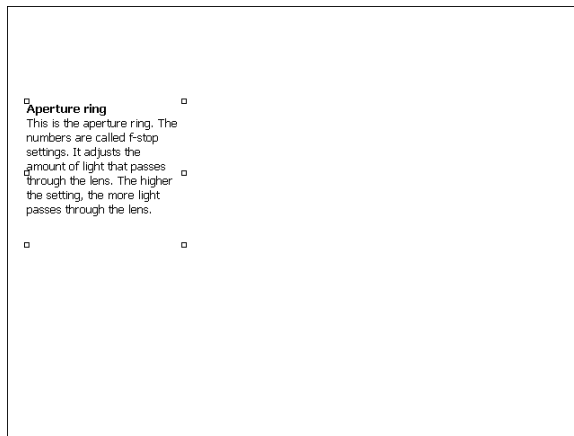 Aperture ring
This is the aperture ring. The
numbers are called f-stop
settings. It adjusts the
amount of light that passes
through the lens. The higher
the setting, the more light
passes through the lens.